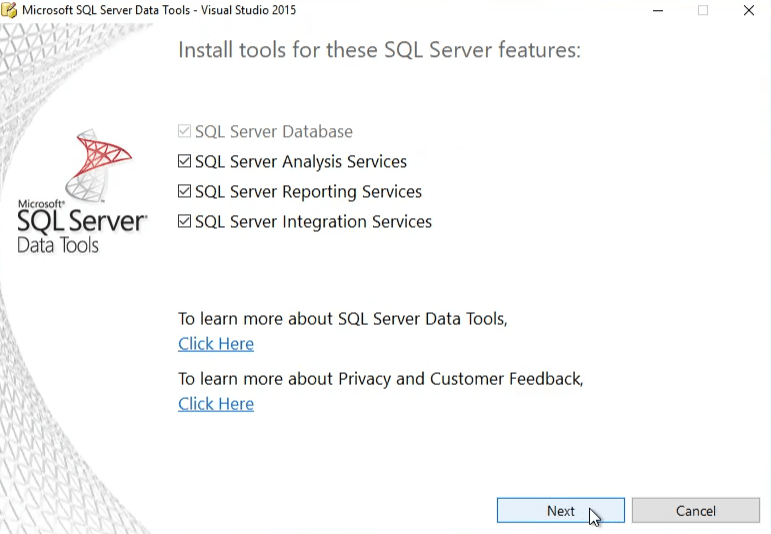 Microsoft SQL Server Data Tools - Visual Studio 2015
Install tools for these SQL Server features:
SQL Server Database
SQL Server Analysis Services
SQL Server Reporting Services
SQL Server Integration Services
Microsoft®
SQL Server®
Data Tools
To learn more about SQL Server Data Tools,
Click Here
To learn more about Privacy and Customer Feedback,
Click Here
Next
Cancel